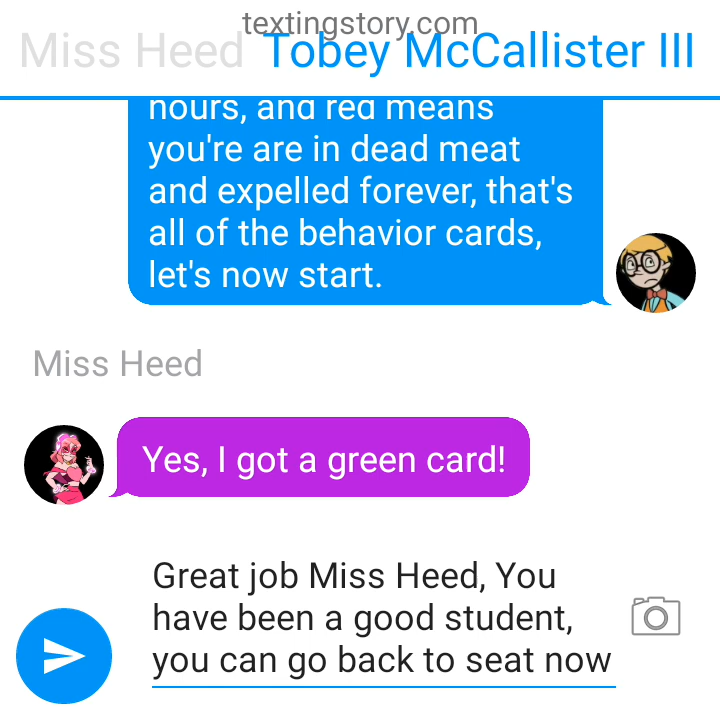 textingstory.com
Miss Heed Tobey McCallister III
hours, and red means
you're are in dead meat
and expelled forever, that's
all of the behavior cards,
let's now start.
Miss Heed
Yes, I got a green card!
Great job Miss Heed, You
have been a good student,
you can go back to seat now